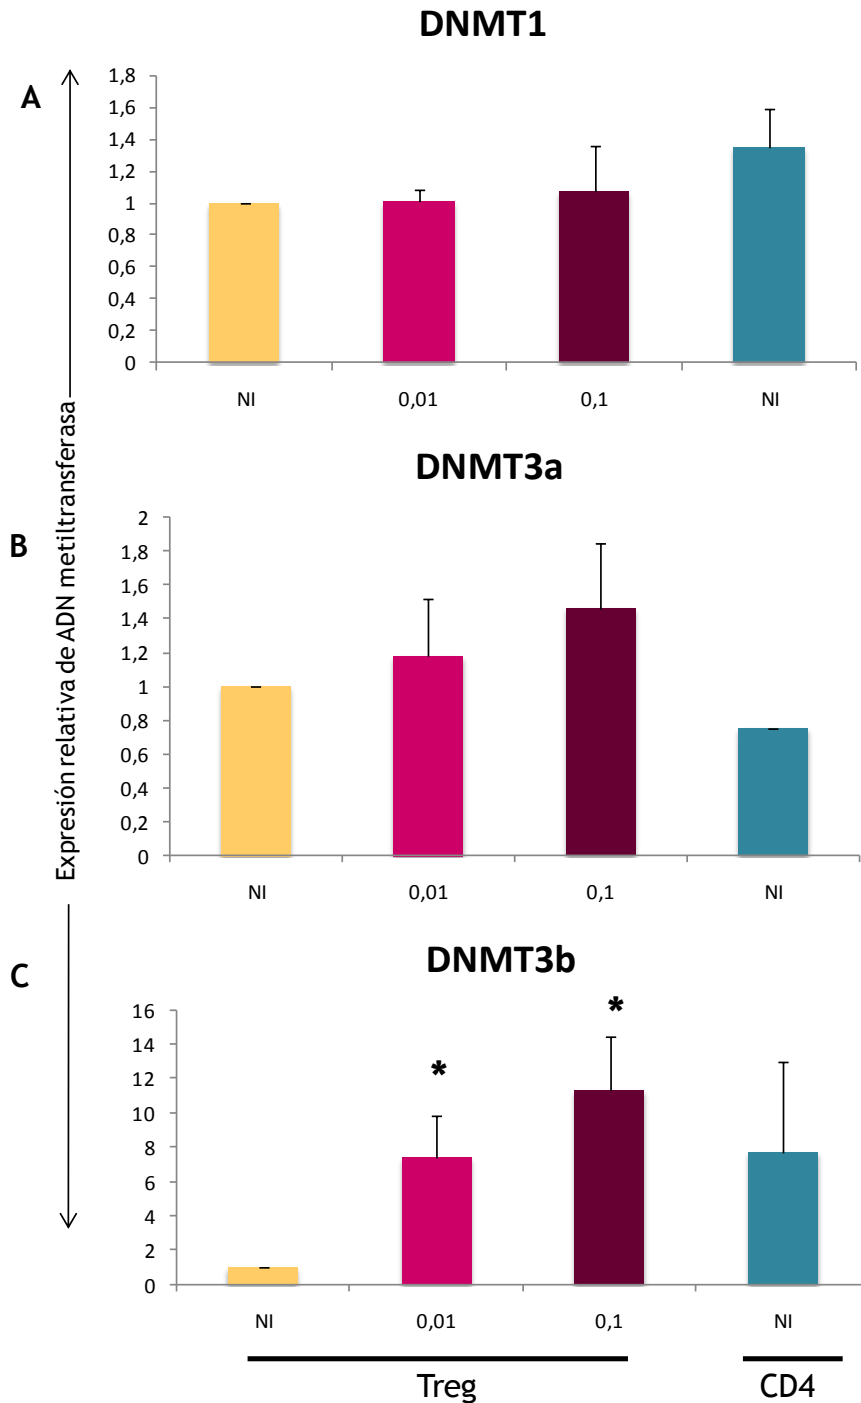 DNMT1
A
1,8
1,6
1,4
1,2
1
0,8
0,6
0,4
0,2
0
NI 0,01 0,1 NI
Expresión relativa de ADN metiltransferasa
DNMT3a
B
2
1,8
1,6
1,4
1,2
1
0,8
0,6
0,4
0,2
0
NI 0,01 0,1 NI
DNMT3b
C
16
14
12
10
8
6
4
2
0
* *
NI 0,01 0,1 NI
Treg CD4